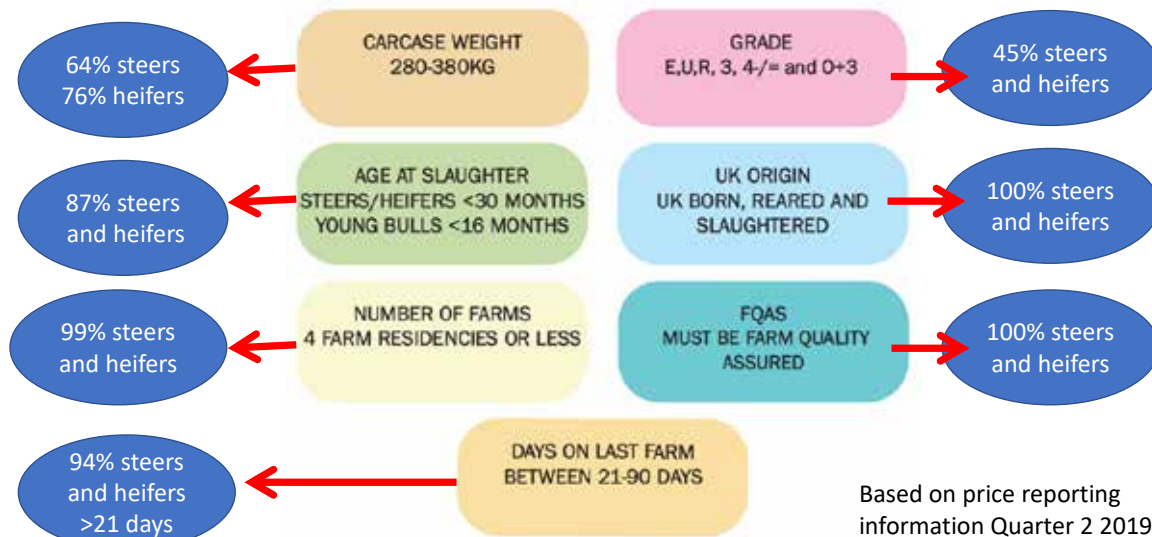 CARCASE WEIGHT
280-380KG
64% steers
76% heifers
GRADE
E,U,R, 3, 4-/= and O+3
45% steers
and heifers
AGE AT SLAUGHTER
STEERS/HEIFERS <30 MONTHS
YOUNG BULLS <16 MONTHS
87% steers
and heifers
UK ORIGIN
UK BORN, REARED AND
SLAUGHTERED
100% steers
and heifers
NUMBER OF FARMS
4 FARM RESIDENCIES OR LESS
99% steers
and heifers
FQAS
MUST BE FARM QUALITY
ASSURED
100% steers
and heifers
DAYS ON LAST FARM
BETWEEN 21-90 DAYS
94% steers
and heifers
>21 days
Based on price reporting
information Quarter 2 2019